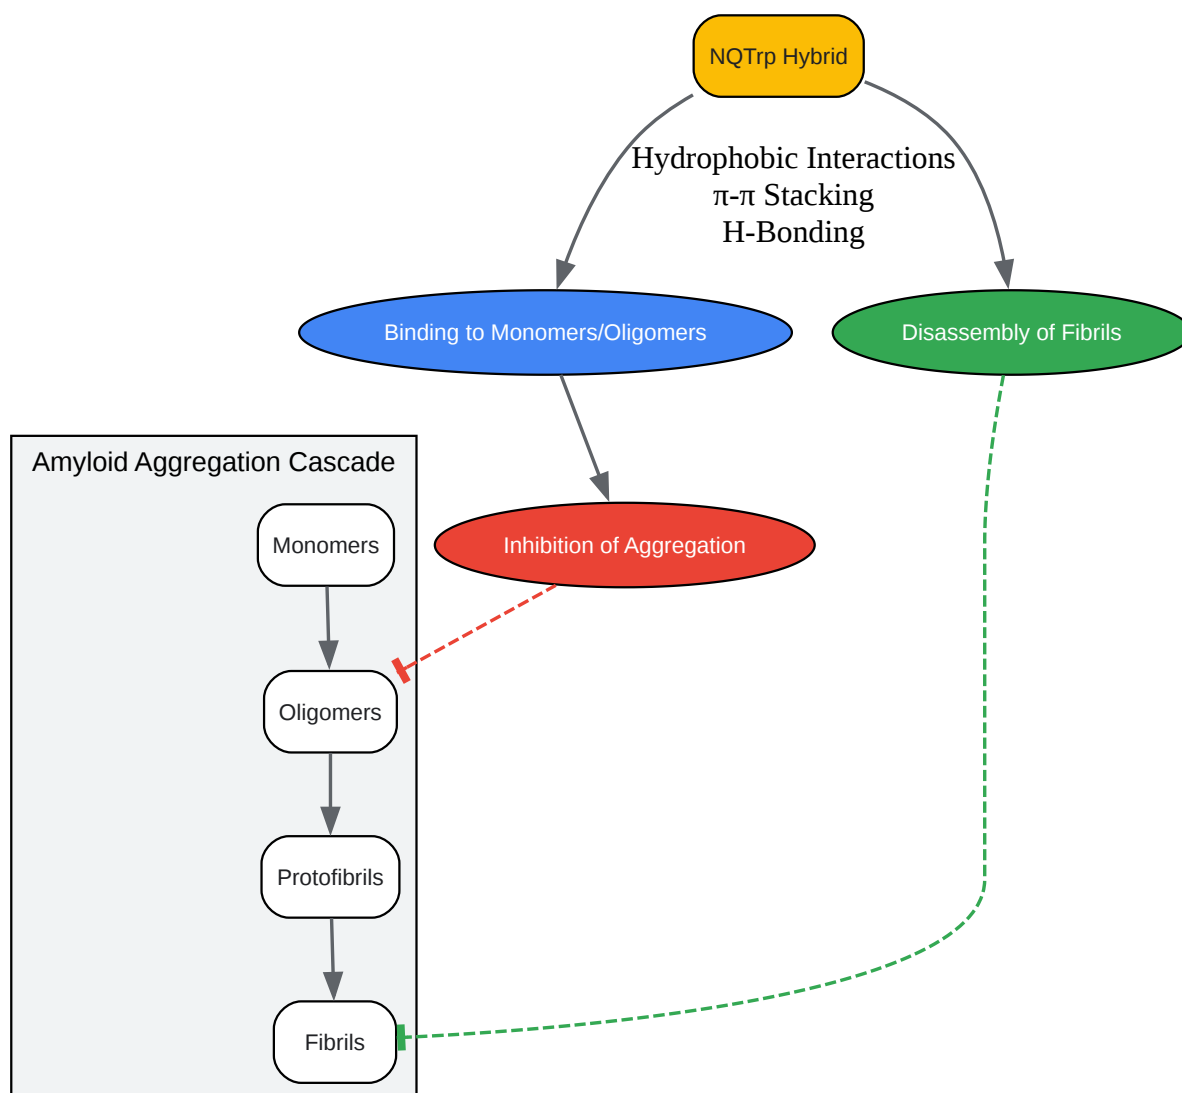 NQTrp Hybrid
Hydrophobic Interactions
π-π Stacking
H-Bonding
Binding to Monomers/Oligomers
Disassembly of Fibrils
Amyloid Aggregation Cascade
Monomers
Inhibition of Aggregation
Oligomers
Protofibrils
Fibrils